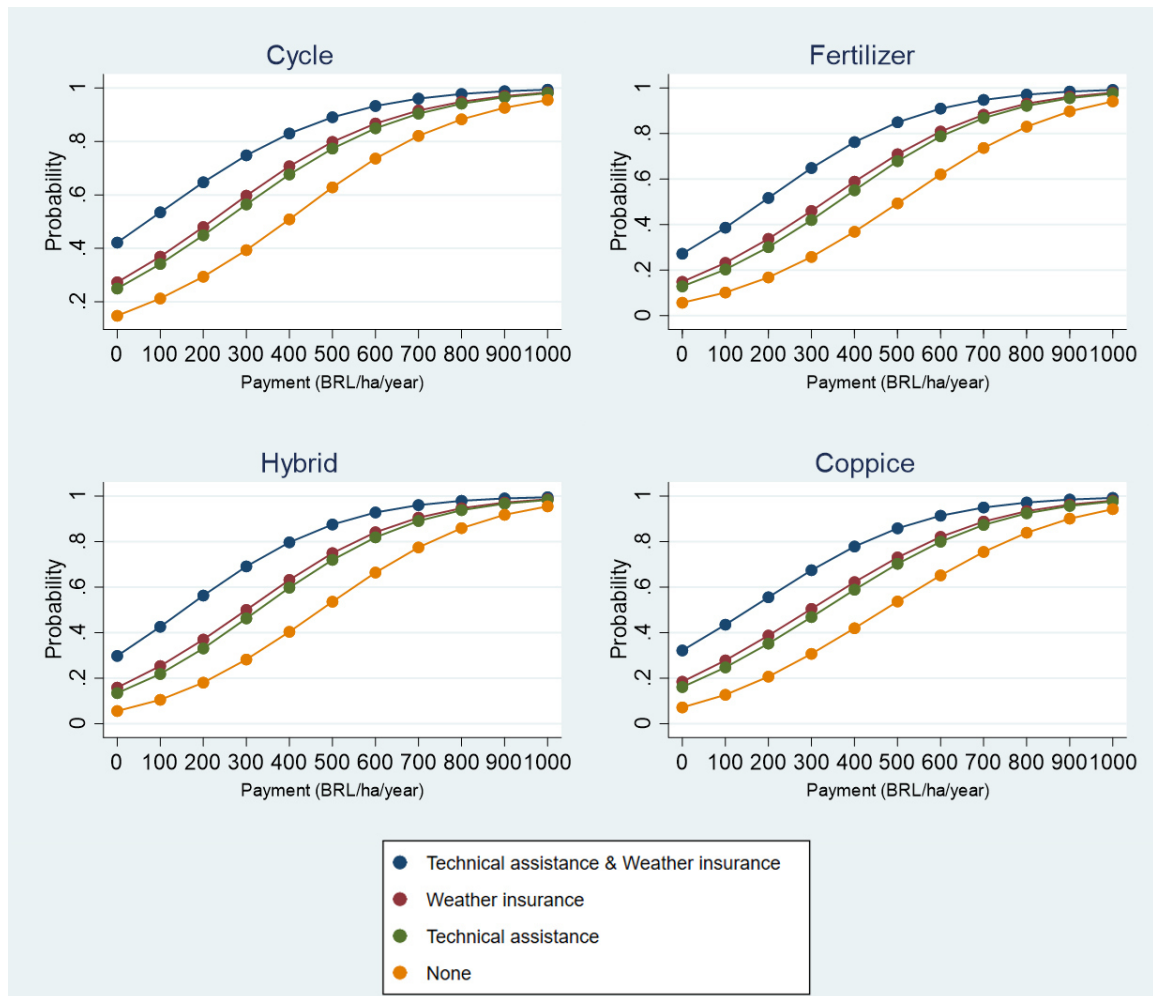 Cycle
Probability
1
.8
.6
.4
.2
0 100 200 300 400 500 600 700 800 900 1000
Payment (BRL/ha/year)
Fertilizer
Probability
1
.8
.6
.4
.2
0
0 100 200 300 400 500 600 700 800 900 1000
Payment (BRL/ha/year)
Hybrid
Probability
1
.8
.6
.4
.2
0
0 100 200 300 400 500 600 700 800 900 1000
Payment (BRL/ha/year)
Coppice
Probability
1
.8
.6
.4
.2
0
0 100 200 300 400 500 600 700 800 900 1000
Payment (BRL/ha/year)
Technical assistance & Weather insurance
Weather insurance
Technical assistance
None